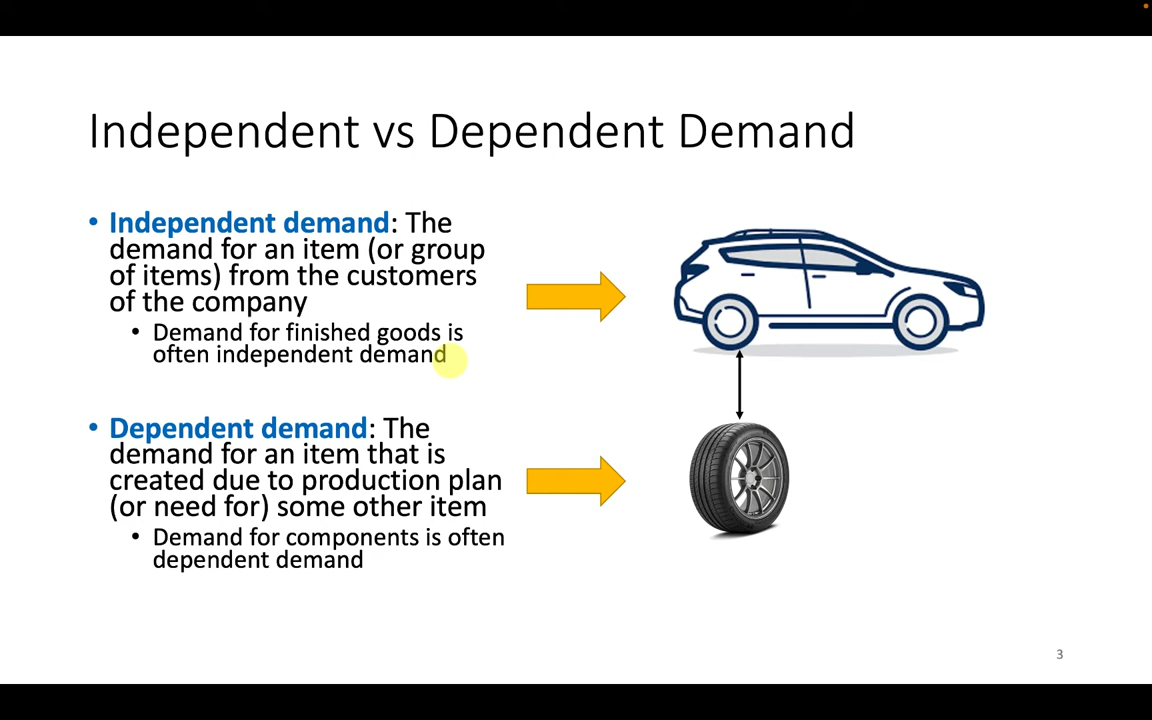 Independent vs Dependent Demand
• Independent demand: The
demand for an item (or group
of items) from the customers
of the company
• Demand for finished goods is
often independent demand
• Dependent demand: The
demand for an item that is
created due to production plan
(or need for) some other item
• Demand for components is often
dependent demand
3